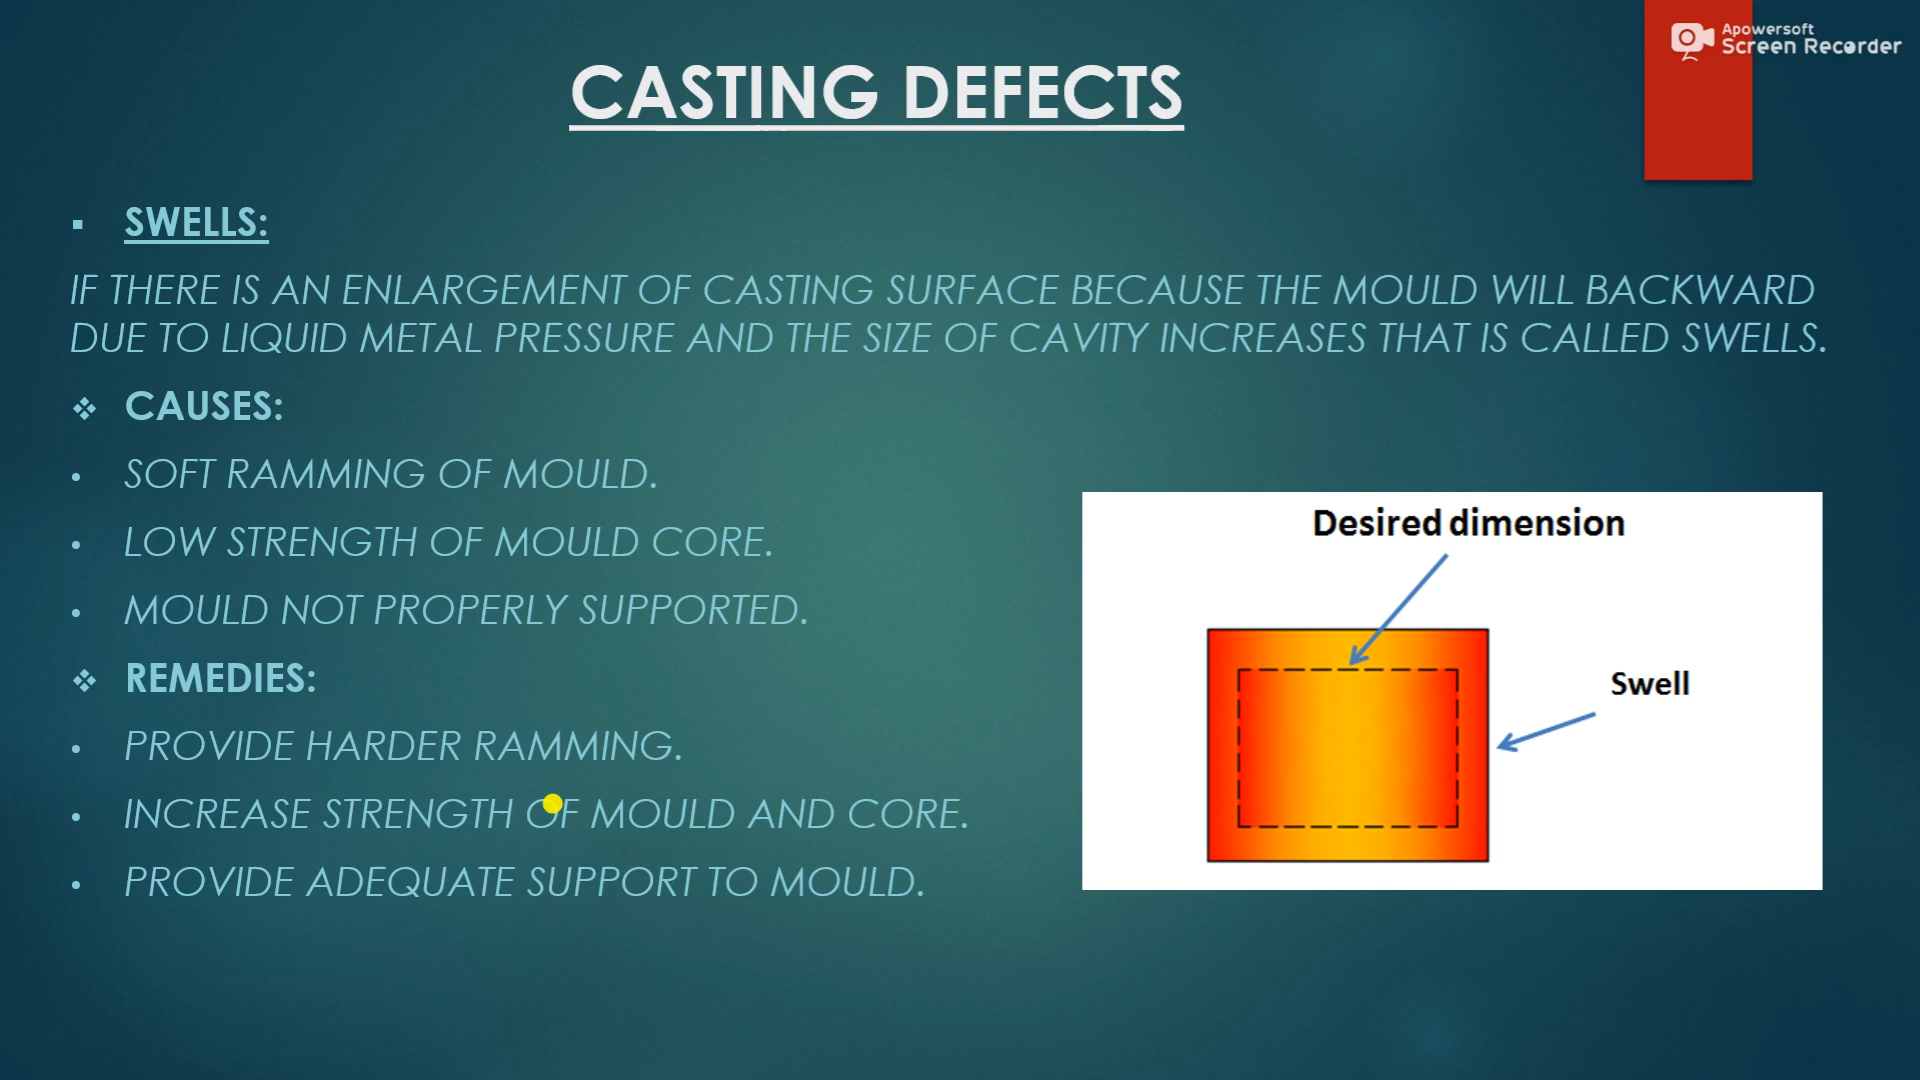 Apowersoft
Screen Recorder
CASTING DEFECTS
▪ SWELLS:
IF THERE IS AN ENLARGEMENT OF CASTING SURFACE BECAUSE THE MOULD WILL BACKWARD
DUE TO LIQUID METAL PRESSURE AND THE SIZE OF CAVITY INCREASES THAT IS CALLED SWELLS.
❖ CAUSES:
• SOFT RAMMING OF MOULD.
• LOW STRENGTH OF MOULD CORE.
• MOULD NOT PROPERLY SUPPORTED.
❖ REMEDIES:
• PROVIDE HARDER RAMMING.
• INCREASE STRENGTH OF MOULD AND CORE.
• PROVIDE ADEQUATE SUPPORT TO MOULD.
Desired dimension
Swell